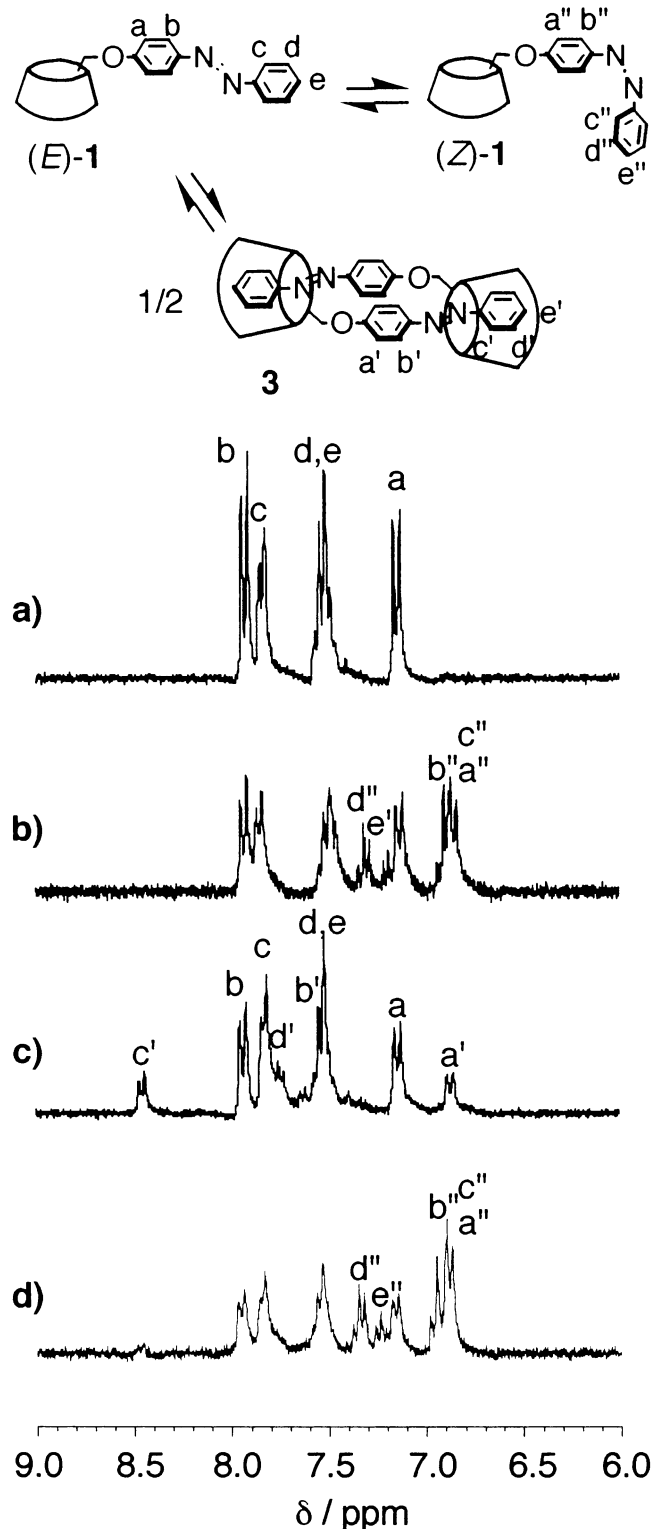 a b O N N c d e
a" b" O N N c" d" e"
(E)-1 (Z)-1
1/2 N N O O N N a' b' c' d' e'
3
b c d,e a
a)
b) d" e' b" c" a"
c) c' b c d' b' d,e a a'
d) d" e" b" c" a"
9.0 8.5 8.0 7.5 7.0 6.5 6.0
δ / ppm